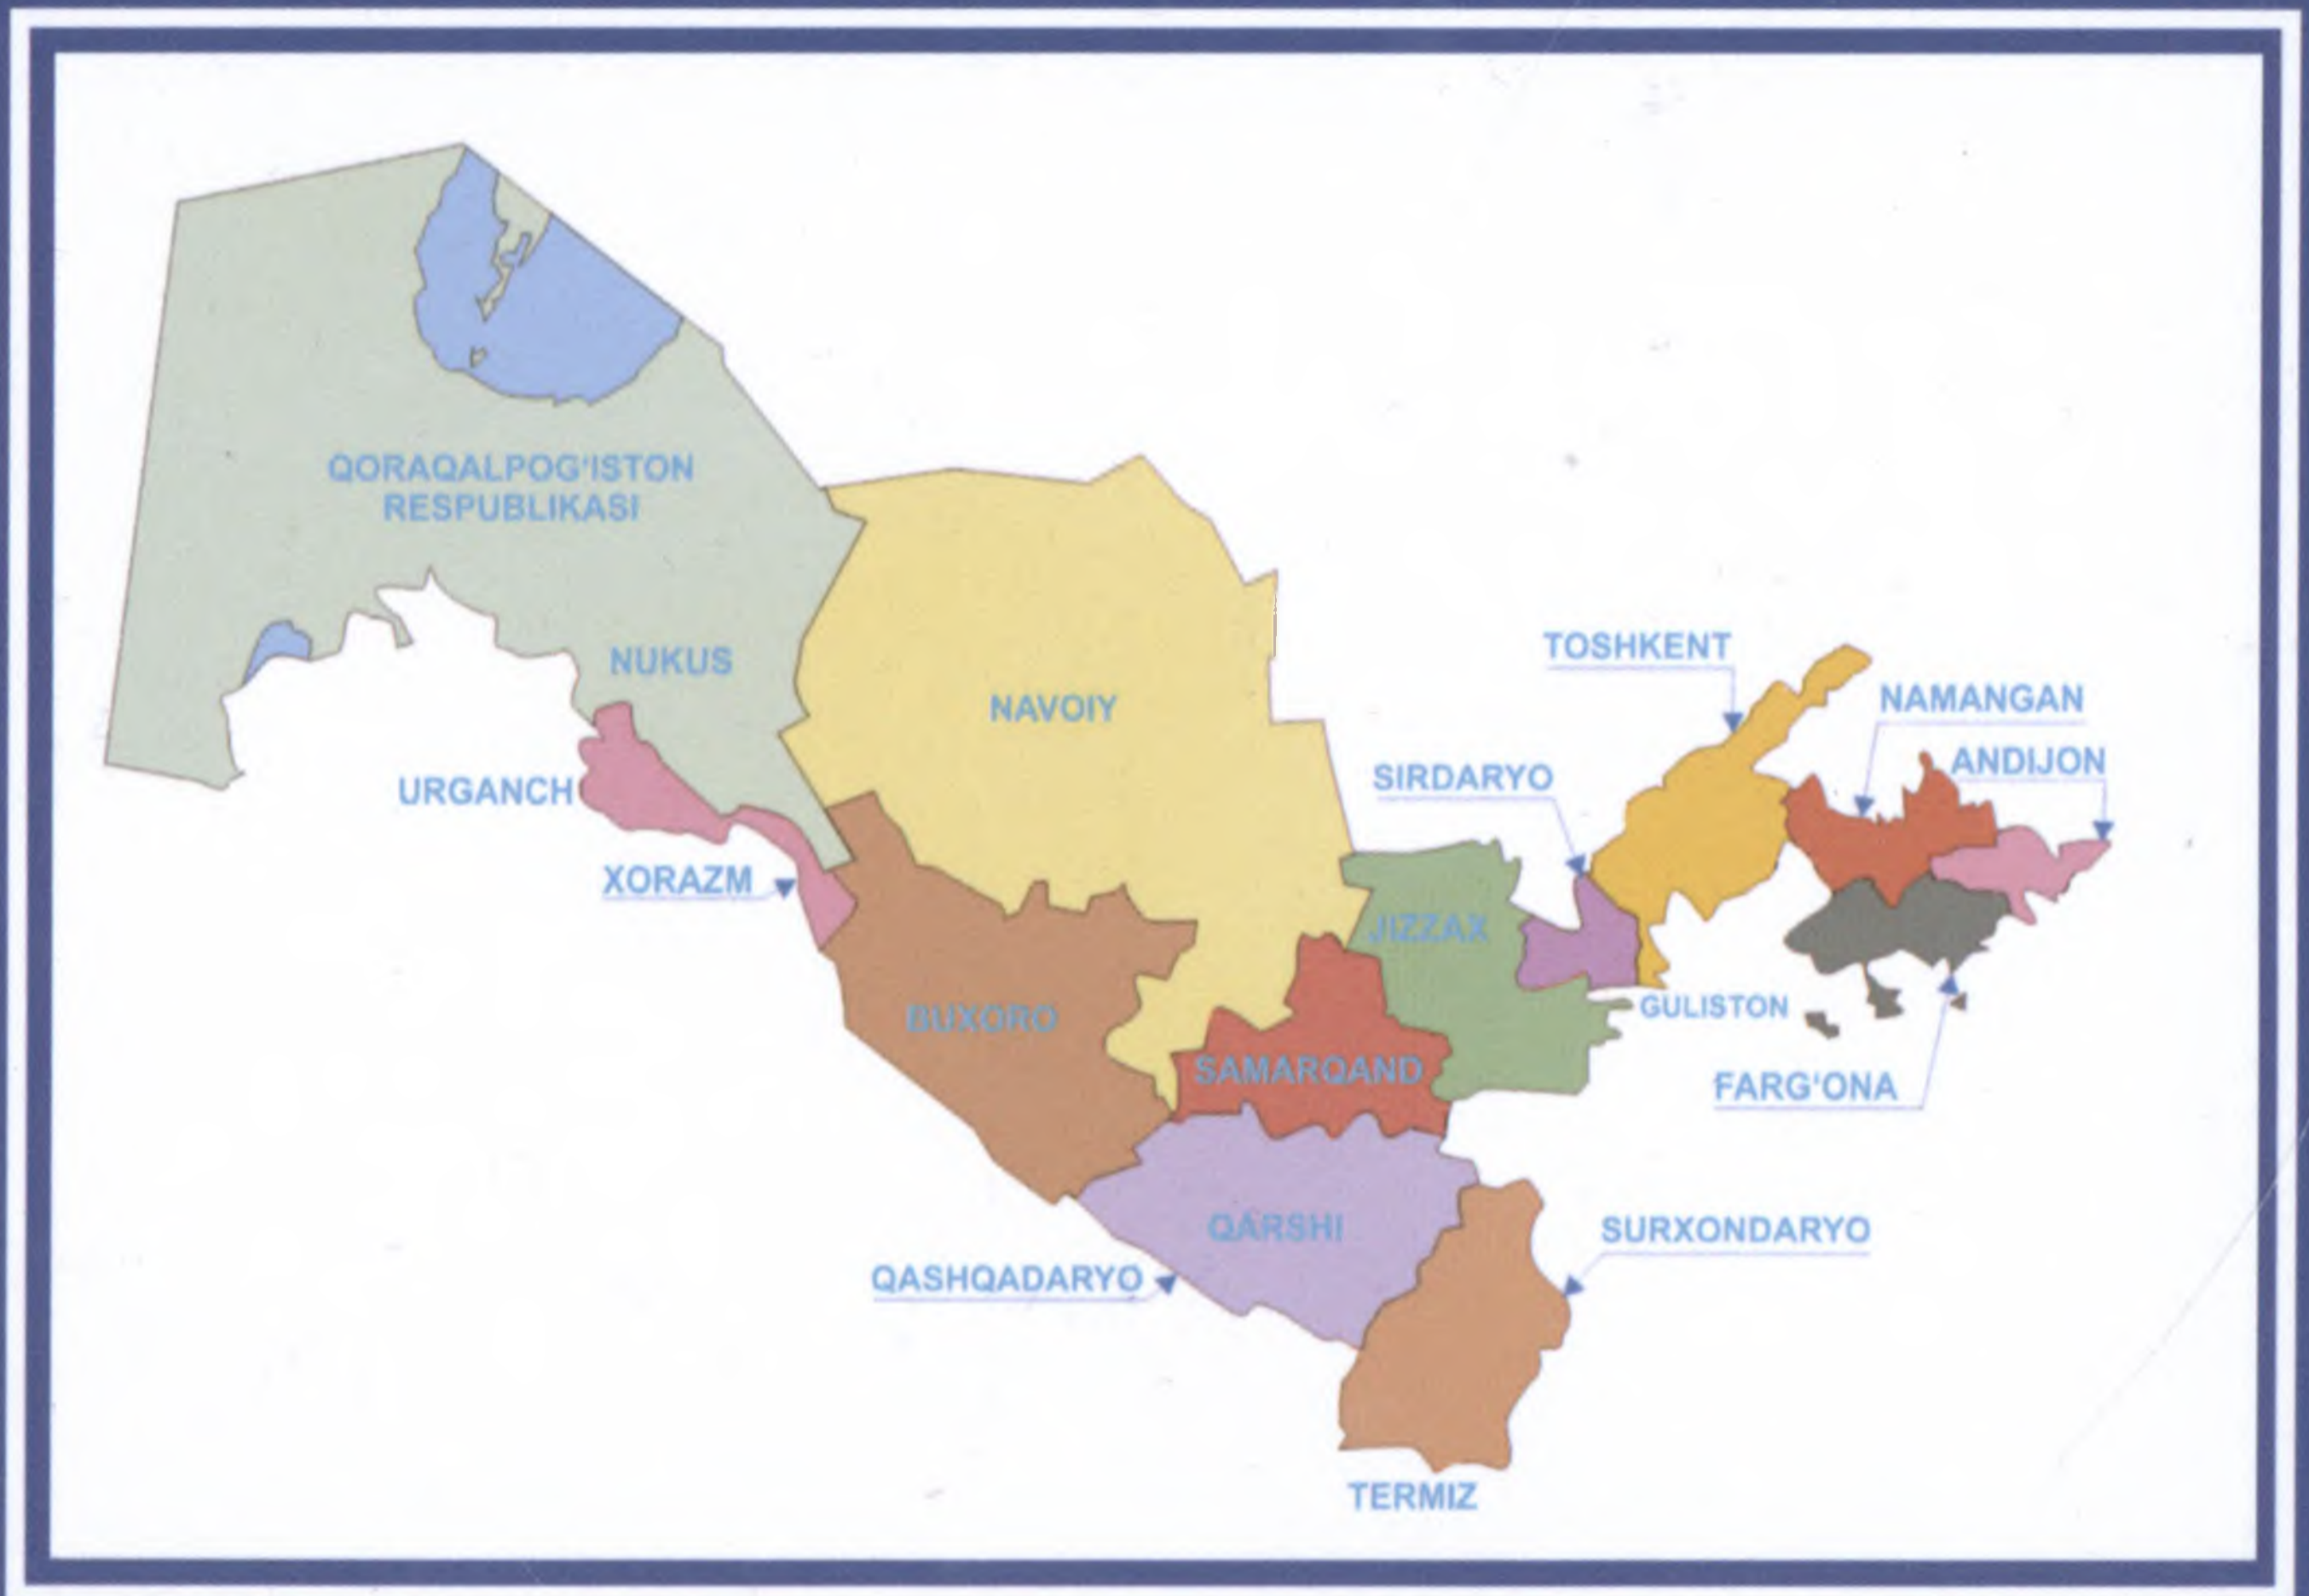 QORAQALPOG‘ISTON
RESPUBLIKASI
NUKUS
NAVOIY
TOSHKENT
NAMANGAN
ANDIJON
SIRDARYO
URGANCH
XORAZM
JIZZAX
BUXORO
GULISTON
SAMARQAND
FARG‘ONA
QARSHI
SURXONDARYO
QASHQADARYO
TERMIZ